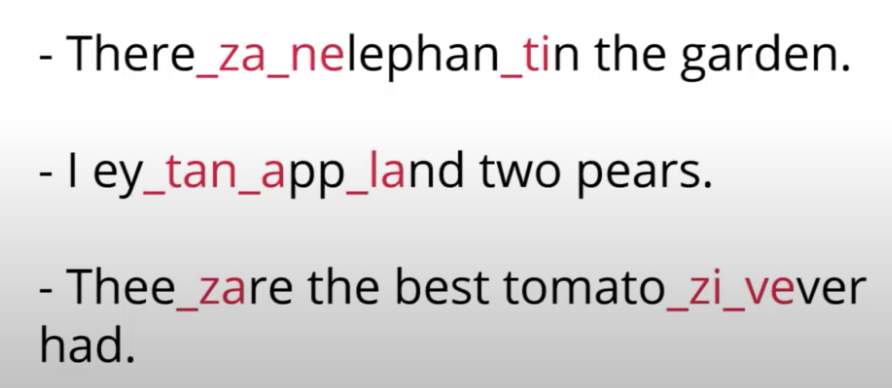 - There_za_nelephan_tin the garden.
- I ey_tan_app_land two pears.
- Thee_zare the best tomato_zi_vever
had.